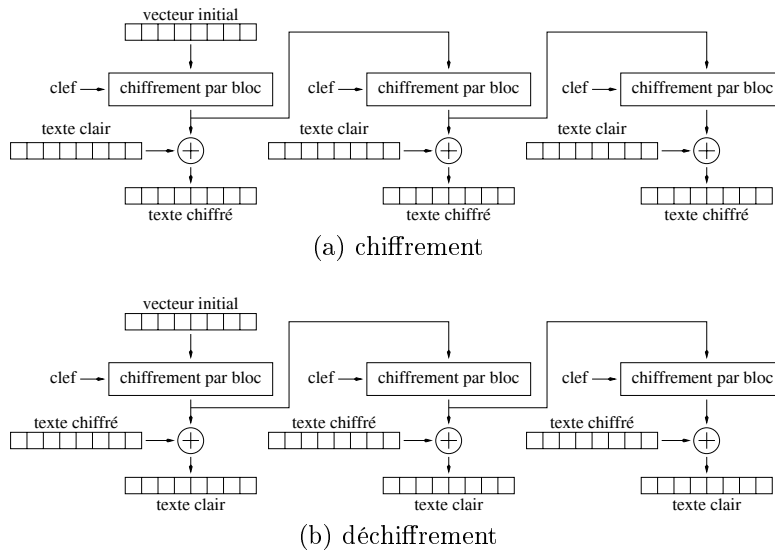 vecteur initial
clef chiffrement par bloc clef chiffrement par bloc clef chiffrement par bloc
texte clair texte clair texte clair
texte chiffré texte chiffré texte chiffré
(a) chiffrement
vecteur initial
clef chiffrement par bloc clef chiffrement par bloc clef chiffrement par bloc
texte chiffré texte chiffré texte chiffré
texte clair texte clair texte clair
(b) déchiffrement